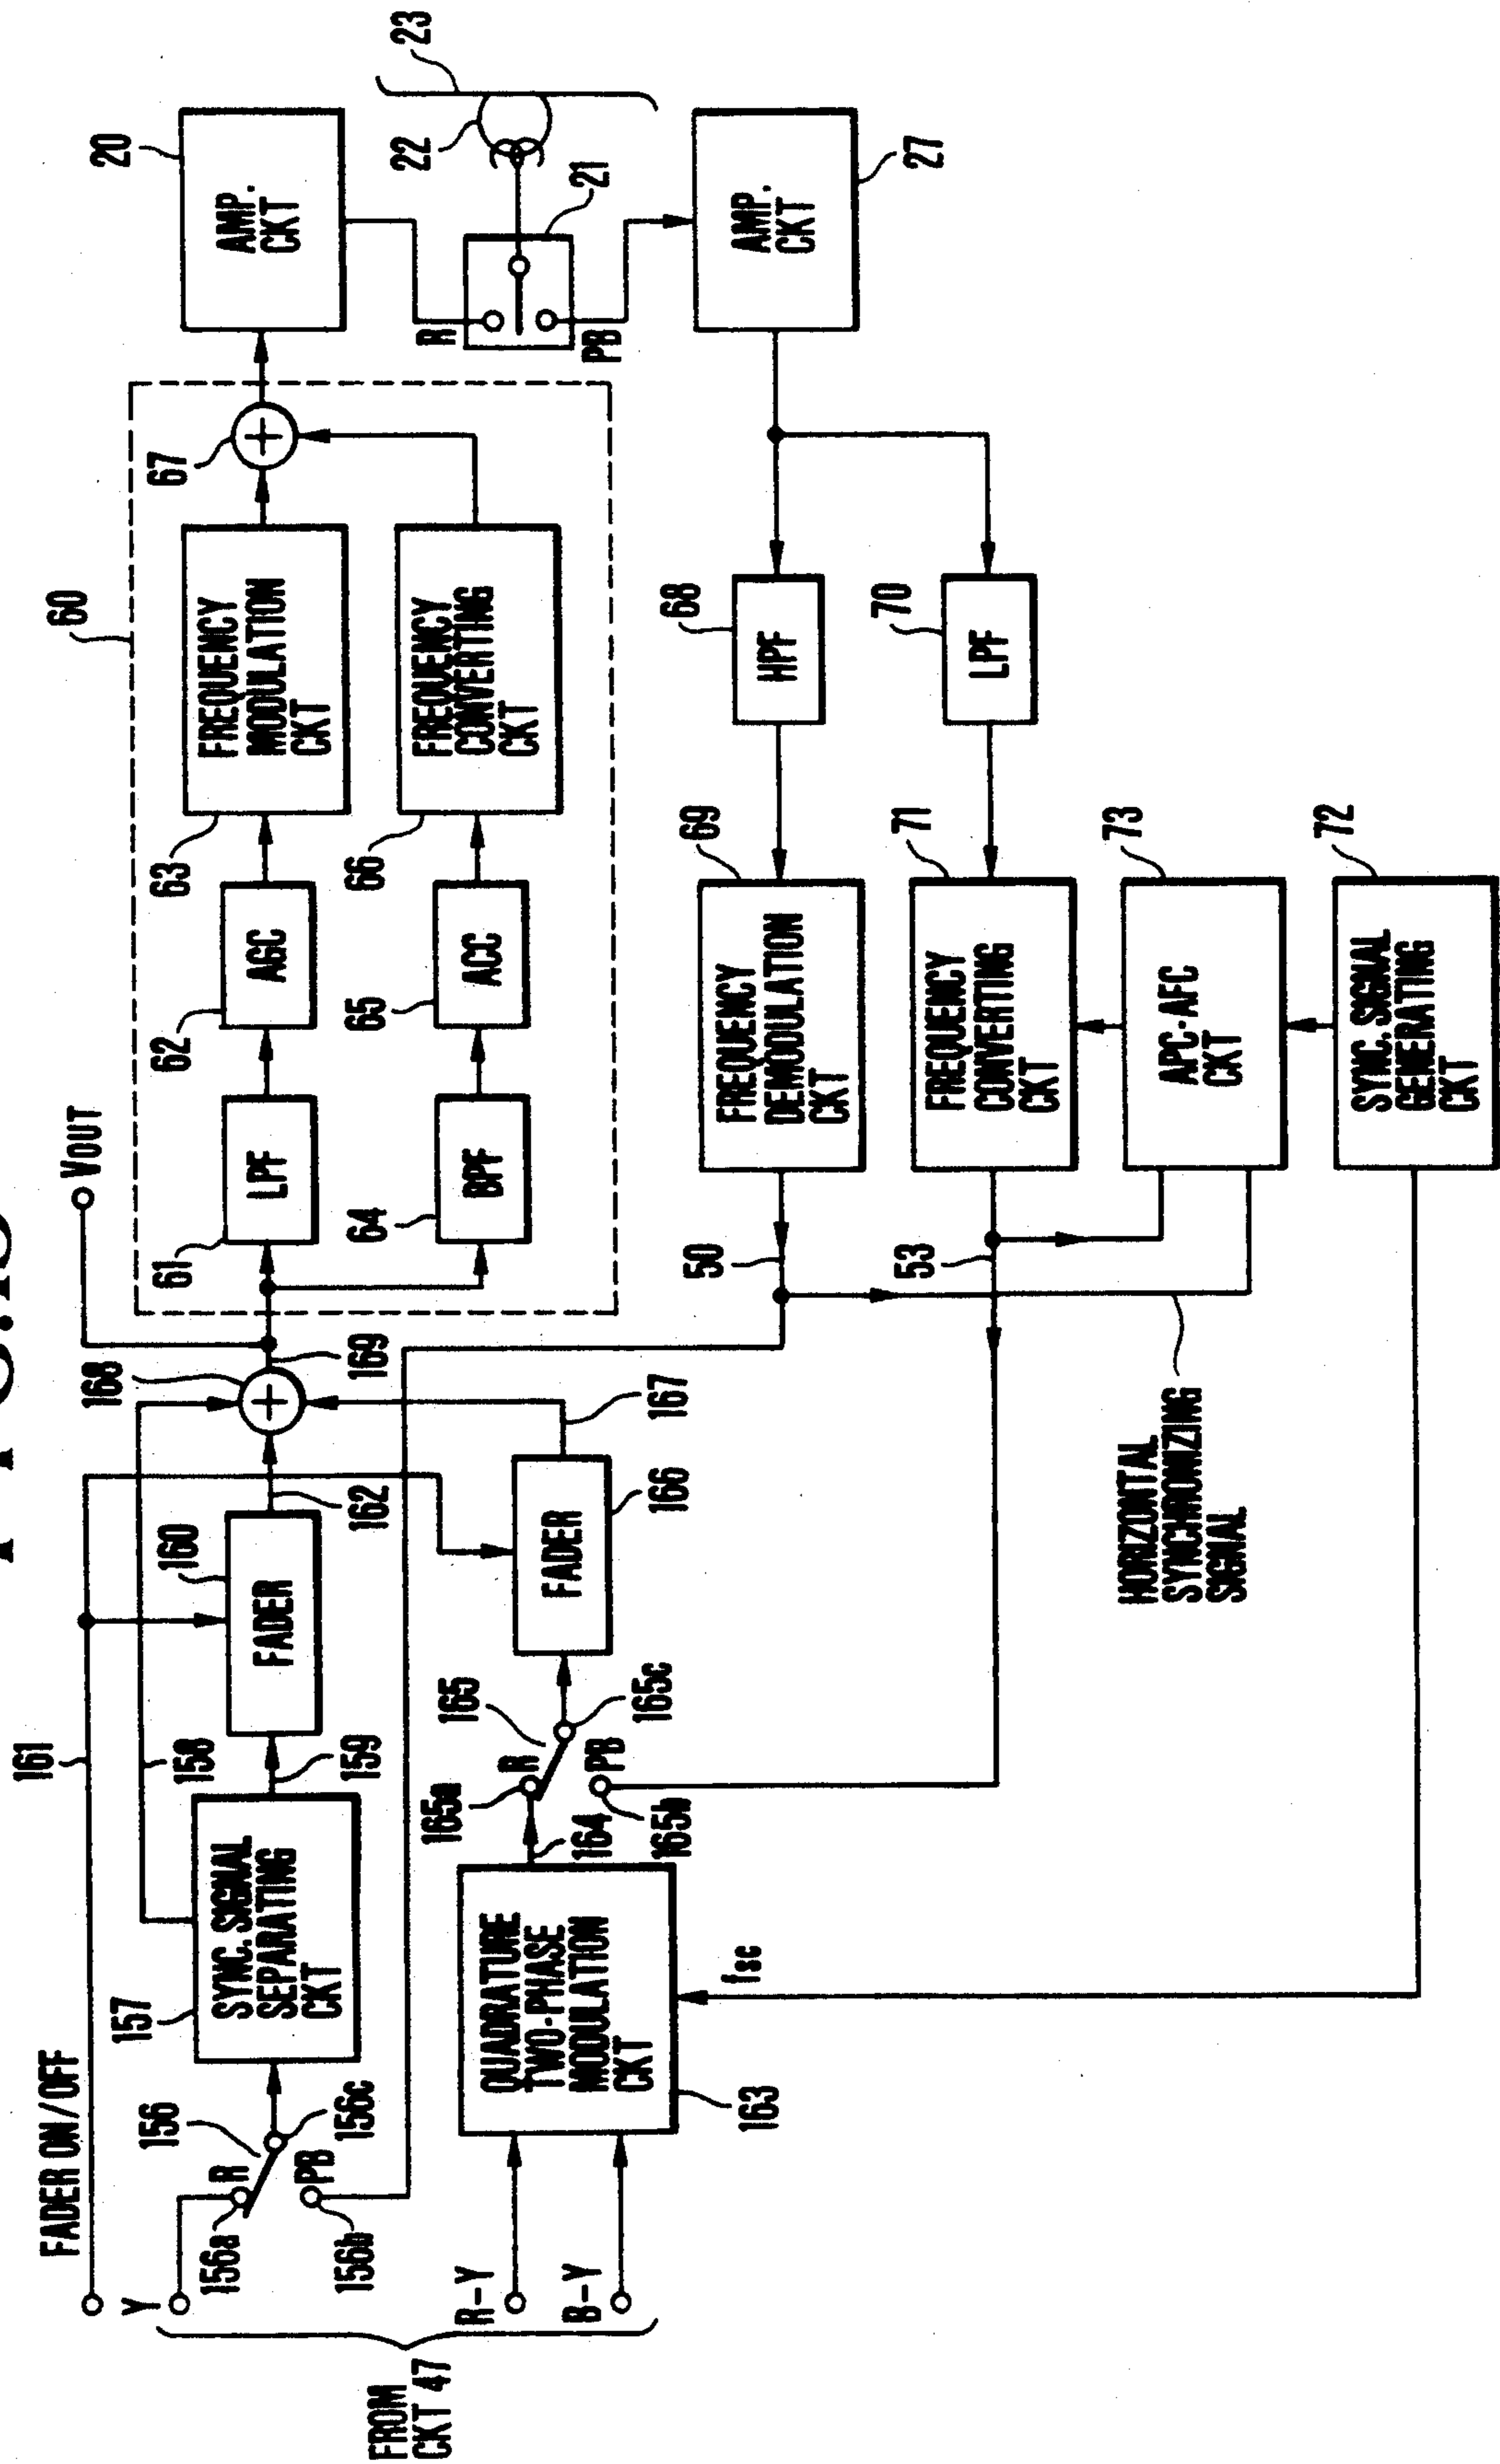 FADER ON/OFF
161
Y
156a
R
156
156c
PB
156b
157
SYNC. SIGNAL
SEPARATING
CKT
158
159
160
FADER
162
168
169
VOUT
60
61
LPF
62
AGC
63
FREQUENCY
MODULATION
CKT
64
BPF
65
ACC
66
FREQUENCY
CONVERTING
CKT
67
20
AMP.
CKT
R
PB
21
22
23
AMP.
CKT
27
FROM
CKT 47
R-Y
B-Y
QUADRATURE
TWO-PHASE
MODULATION
CKT
163
164
165a
R
165
165c
PB
165b
FADER
166
167
fsc
50
69
FREQUENCY
DEMODULATION
CKT
68
HPF
53
71
FREQUENCY
CONVERTING
CKT
70
LPF
HORIZONTAL
SYNCHRONIZING
SIGNAL
73
APC-AFC
CKT
72
SYNC. SIGNAL
GENERATING
CKT